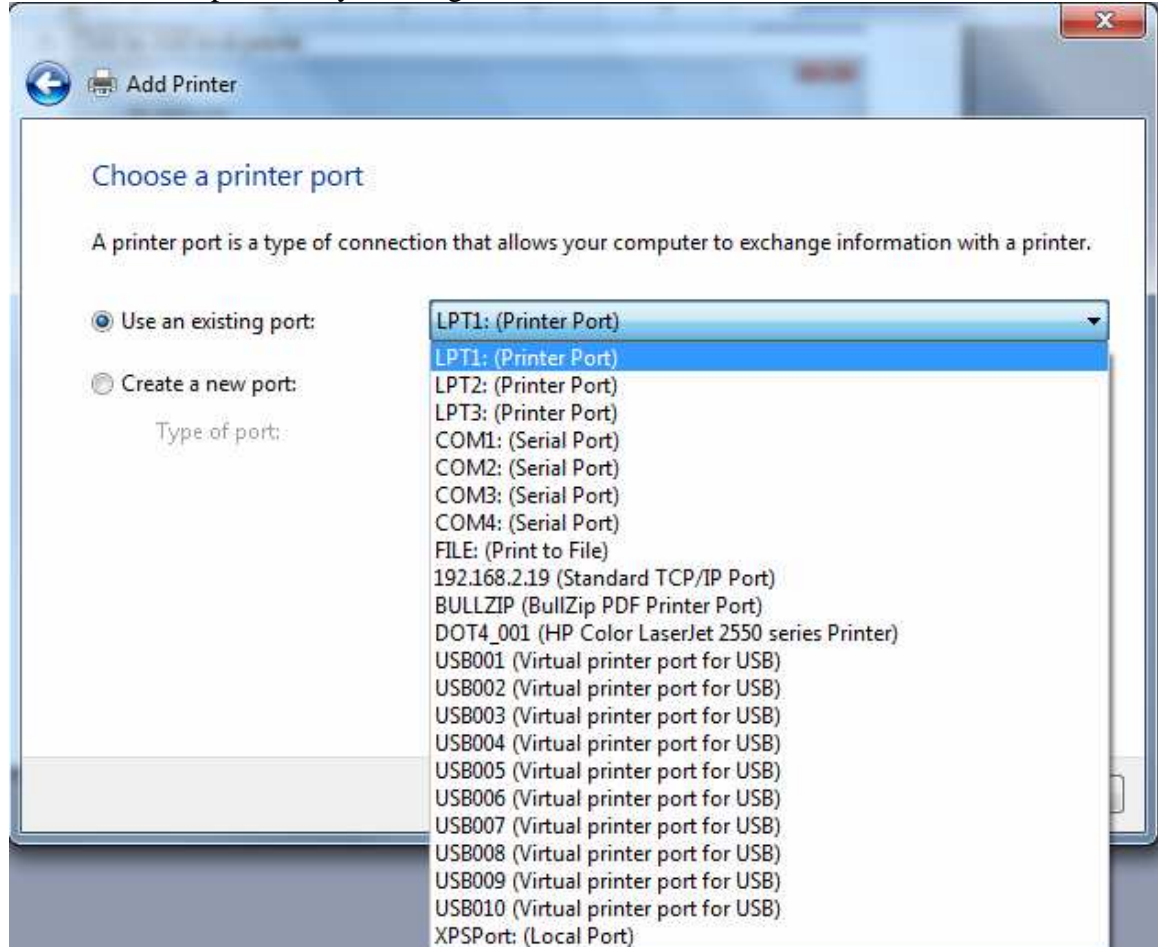 Add Printer
Choose a printer port
A printer port is a type of connection that allows your computer to exchange information with a printer.
Use an existing port:
LPT1: (Printer Port)
LPT1: (Printer Port)
Create a new port:
LPT2: (Printer Port)
LPT3: (Printer Port)
Type of port:
COM1: (Serial Port)
COM2: (Serial Port)
COM3: (Serial Port)
COM4: (Serial Port)
FILE: (Print to File)
192.168.2.19 (Standard TCP/IP Port)
BULLZIP (BullZip PDF Printer Port)
DOT4_001 (HP Color LaserJet 2550 series Printer)
USB001 (Virtual printer port for USB)
USB002 (Virtual printer port for USB)
USB003 (Virtual printer port for USB)
USB004 (Virtual printer port for USB)
USB005 (Virtual printer port for USB)
USB006 (Virtual printer port for USB)
USB007 (Virtual printer port for USB)
USB008 (Virtual printer port for USB)
USB009 (Virtual printer port for USB)
USB010 (Virtual printer port for USB)
XPSPort: (Local Port)